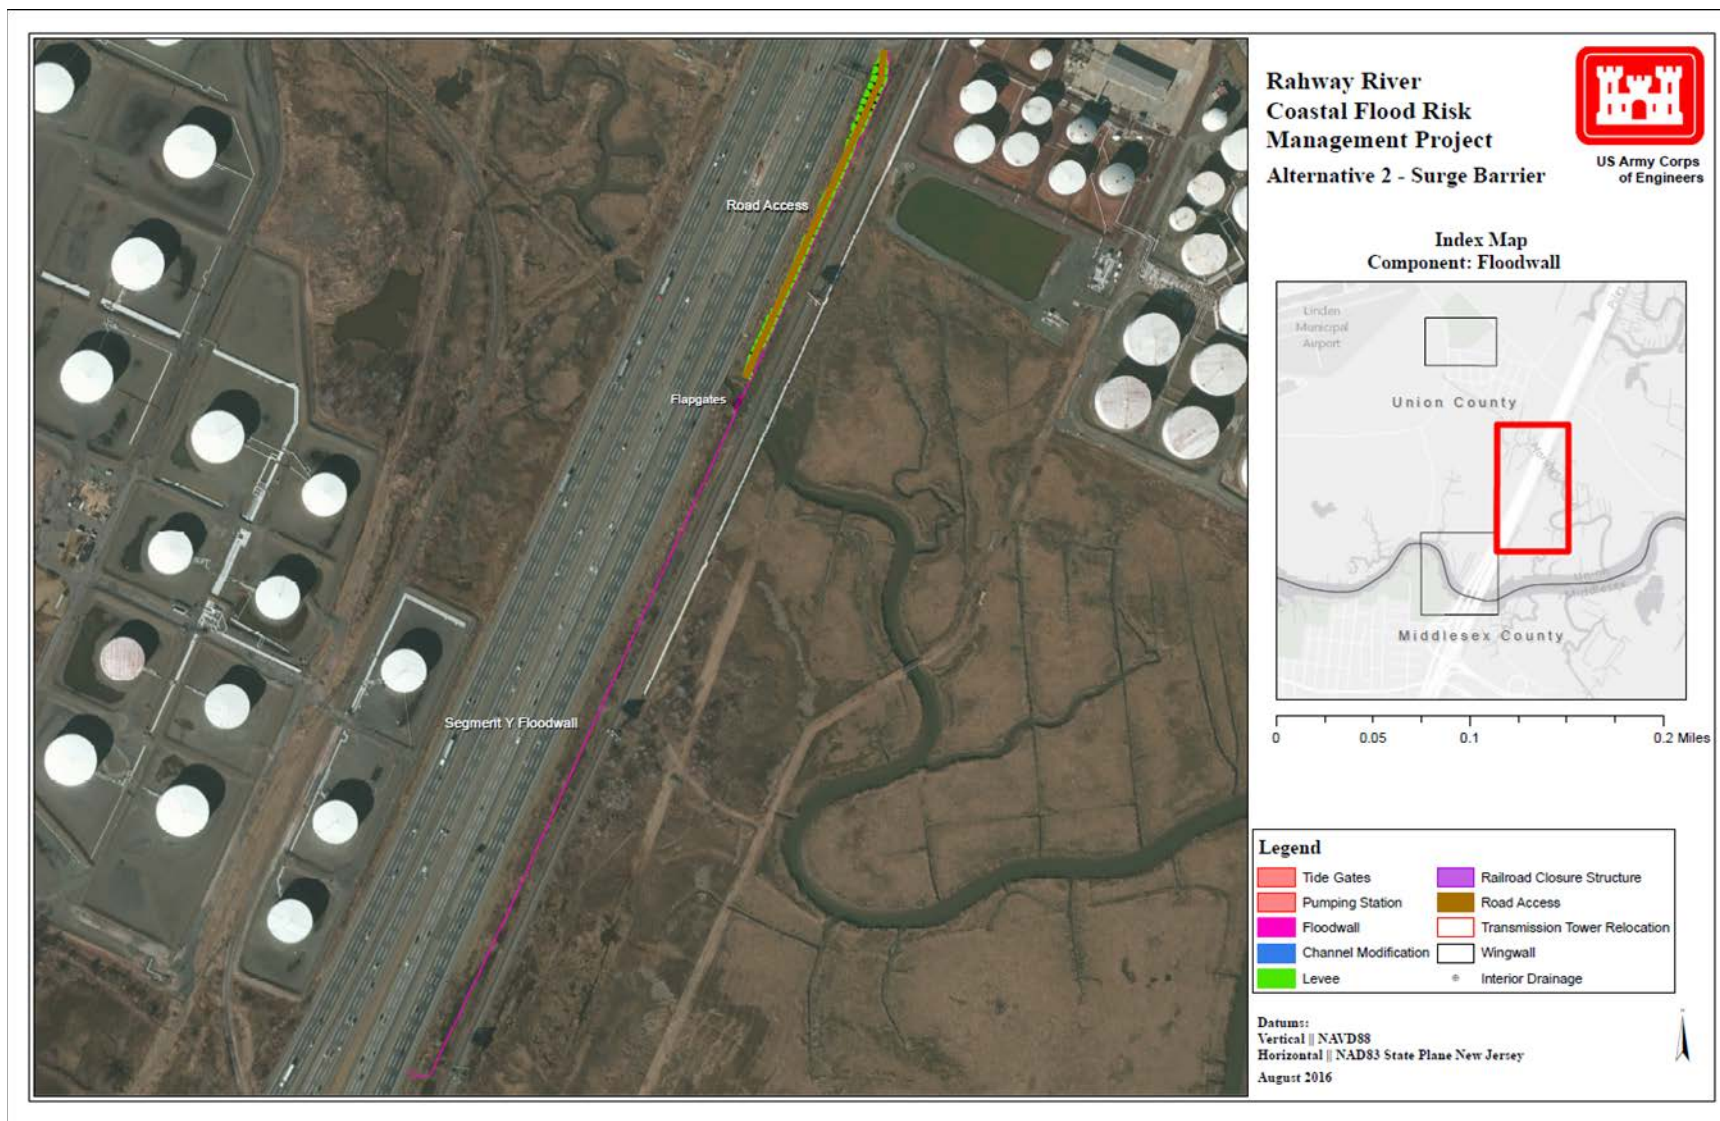 Road Access
Flapgates
Segment Y Floodwall
Rahway River
Coastal Flood Risk
Management Project
Alternative 2 - Surge Barrier
US Army Corps
of Engineers
Index Map
Component: Floodwall
Linden
Municipal
Airport
Union County
Union
Middlesex
Middlesex County
0 0.05 0.1 0.2 Miles
Legend
Tide Gates
Pumping Station
Floodwall
Channel Modification
Levee
Railroad Closure Structure
Road Access
Transmission Tower Relocation
Wingwall
Interior Drainage
Datums:
Vertical || NAVD88
Horizontal || NAD83 State Plane New Jersey
August 2016